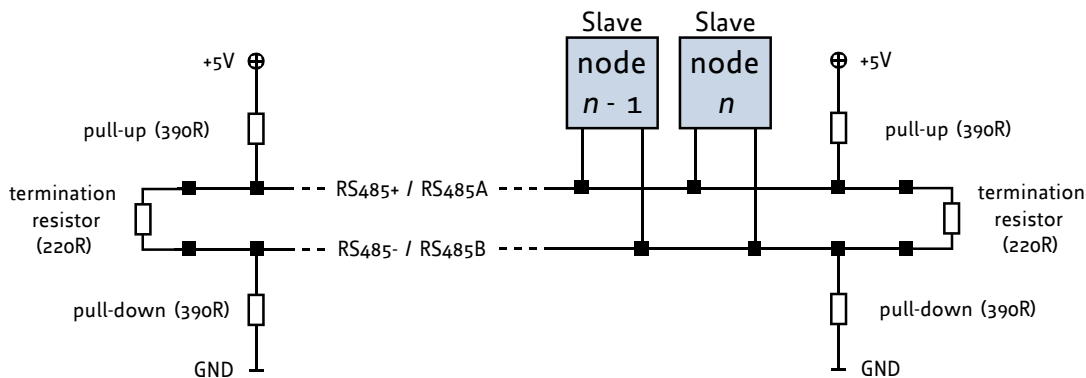 Slave
Slave
node
n - 1
node
n
+5V
+5V
pull-up (390R)
pull-up (390R)
termination
resistor
(220R)
RS485+ / RS485A
termination
resistor
(220R)
RS485- / RS485B
pull-down (390R)
pull-down (390R)
GND
GND